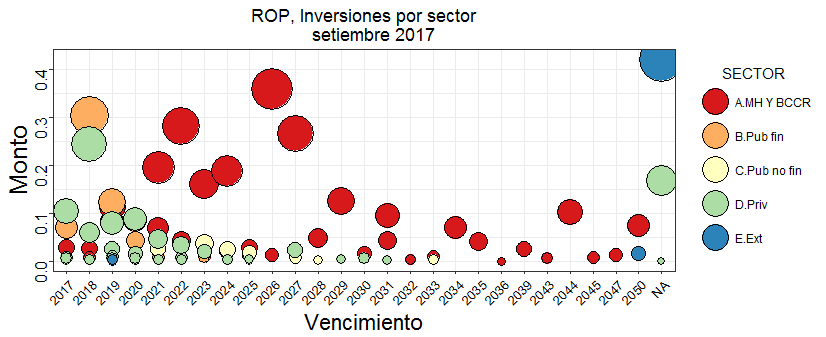 ROP, Inversiones por sector
setiembre 2017
Monto
0.4
0.3
0.2
0.1
0.0
2017 2018 2019 2020 2021 2022 2023 2024 2025 2026 2027 2028 2029 2030 2031 2032 2033 2034 2035 2036 2039 2043 2044 2045 2047 2050 NA
Vencimiento
SECTOR
A.MH Y BCCR
B.Pub fin
C.Pub no fin
D.Priv
E.Ext